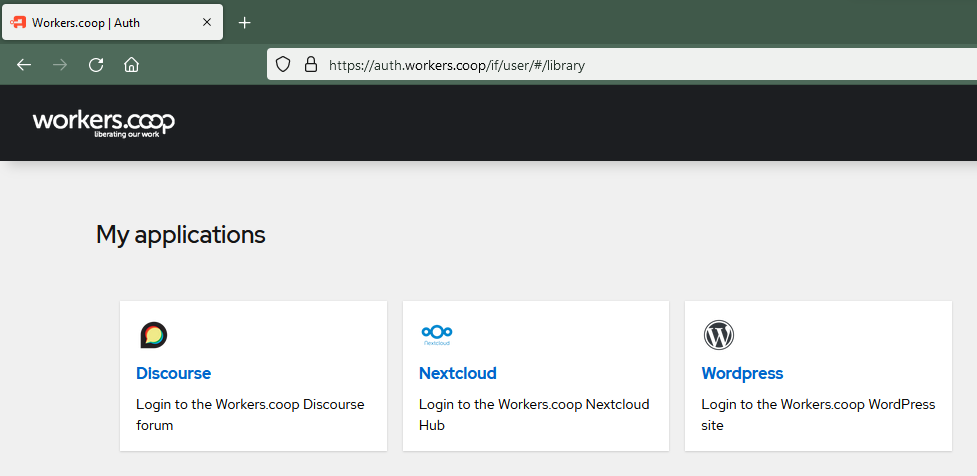 Workers.coop | Auth
https://auth.workers.coop/if/user/#/library
workers.coop
liberating our work
My applications
Nextcloud
Discourse
Login to the Workers.coop Discourse
forum
Nextcloud
Login to the Workers.coop Nextcloud
Hub
Wordpress
Login to the Workers.coop WordPress
site